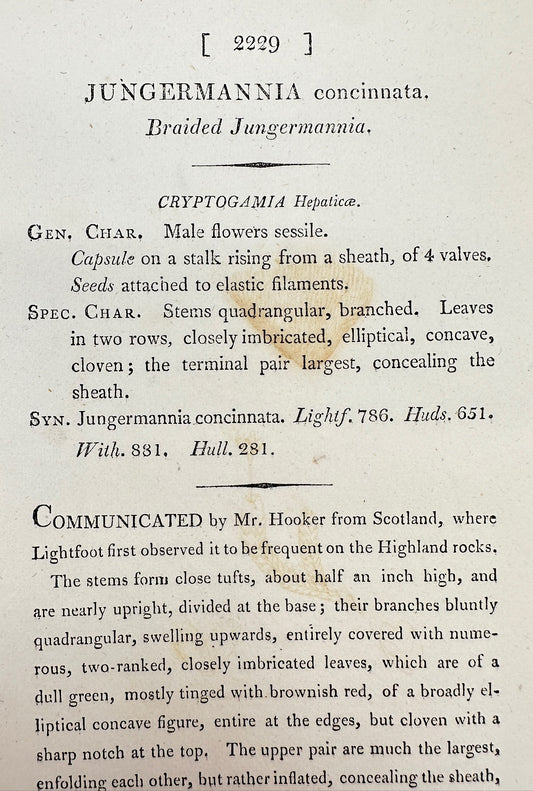 [ 2229 ]
JUNGERMANNIA concinnata.
Braided Jungermannia.
CRYPTOGAMIA Hepaticæ.
GEN. CHAR. Male flowers sessile.
Capsule on a stalk rising from a sheath, of 4 valves.
Seeds attached to elastic filaments.
SPEC. CHAR. Stems quadrangular, branched. Leaves
in two rows, closely imbricated, elliptical, concave,
cloven; the terminal pair largest, concealing the
sheath.
SYN. Jungermannia concinnata. Lightf. 786. Huds. 651.
With. 881. Hull. 281.
COMMUNICATED by Mr. Hooker from Scotland, where
Lightfoot first observed it to be frequent on the Highland rocks.
The stems form close tufts, about half an inch high, and
are nearly upright, divided at the base; their branches bluntly
quadrangular, swelling upwards, entirely covered with nume-
rous, two-ranked, closely imbricated leaves, which are of a
dull green, mostly tinged with brownish red, of a broadly el-
liptical concave figure, entire at the edges, but cloven with a
sharp notch at the top. The upper pair are much the largest,
enfolding each other, but rather inflated, concealing the sheath,